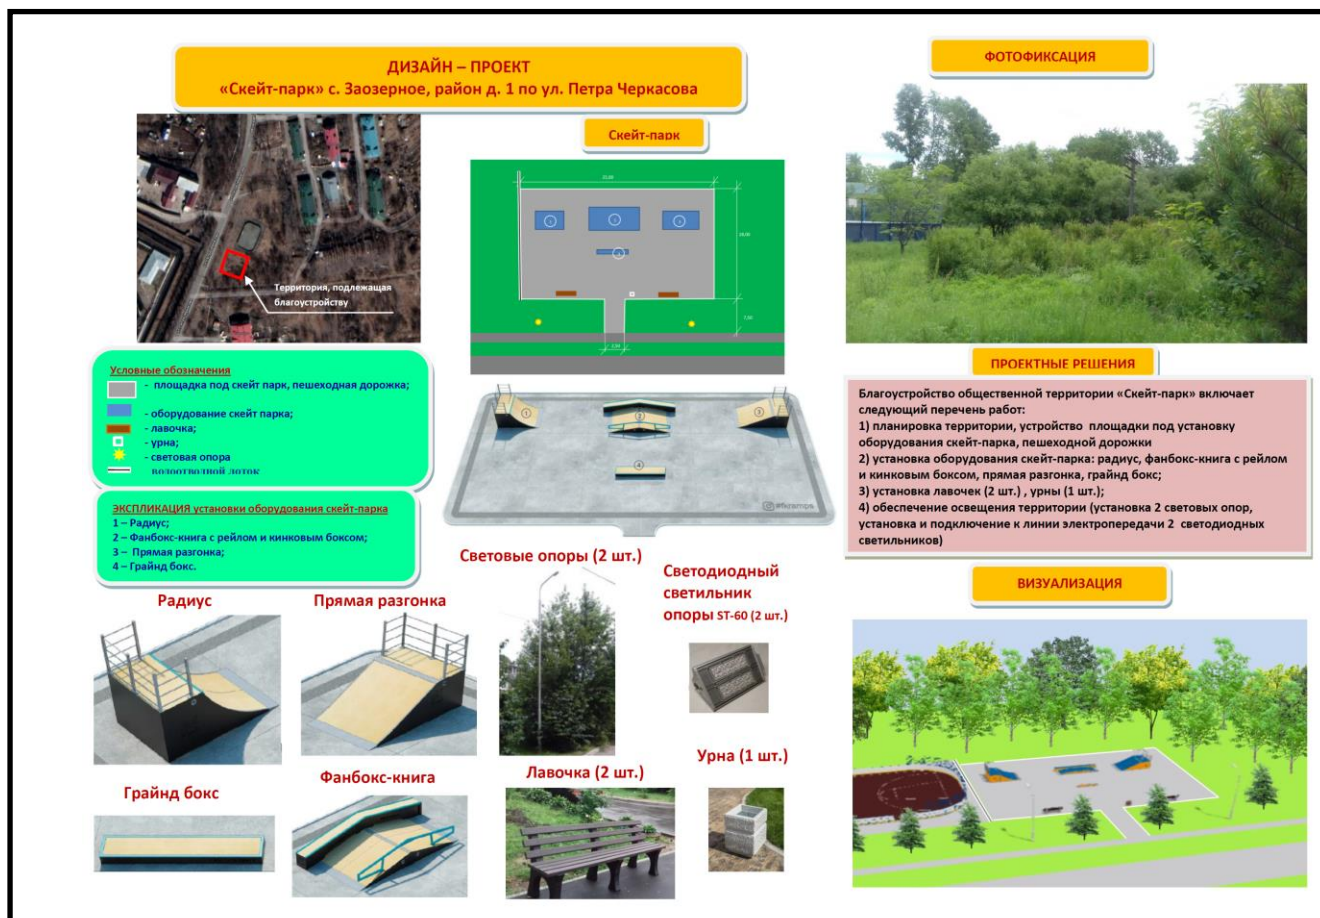 ДИЗАЙН – ПРОЕКТ
«Скейт-парк» с. Заозерное, район д. 1 по ул. Петра Черкасова
Территория, подлежащая
благоустройству
Скейт-парк
Условные обозначения
- площадка под скейт парк, пешеходная дорожка;
- оборудование скейт парка;
- лавочка;
- урна;
- световая опора
- водоотводной лоток
ЭКСПЛИКАЦИЯ установки оборудования скейт-парка
1 – Радиус;
2 – Фанбокс-книга с рейлом и кинковым боксом;
3 – Прямая разгонка;
4 – Грайнд бокс.
1
2
3
4
Радиус
Прямая разгонка
Грайнд бокс
Фанбокс-книга
Световые опоры (2 шт.)
Светодиодный
светильник
опоры ST-60 (2 шт.)
Лавочка (2 шт.)
Урна (1 шт.)
ФОТОФИКСАЦИЯ
ПРОЕКТНЫЕ РЕШЕНИЯ
Благоустройство общественной территории «Скейт-парк» включает
следующий перечень работ:
1) планировка территории, устройство площадки под установку
оборудования скейт-парка, пешеходной дорожки
2) установка оборудования скейт-парка: радиус, фанбокс-книга с рейлом
и кинковым боксом, прямая разгонка, грайнд бокс;
3) установка лавочек (2 шт.) , урны (1 шт.);
4) обеспечение освещения территории (установка 2 световых опор,
установка и подключение к линии электропередачи 2 светодиодных
светильников)
ВИЗУАЛИЗАЦИЯ